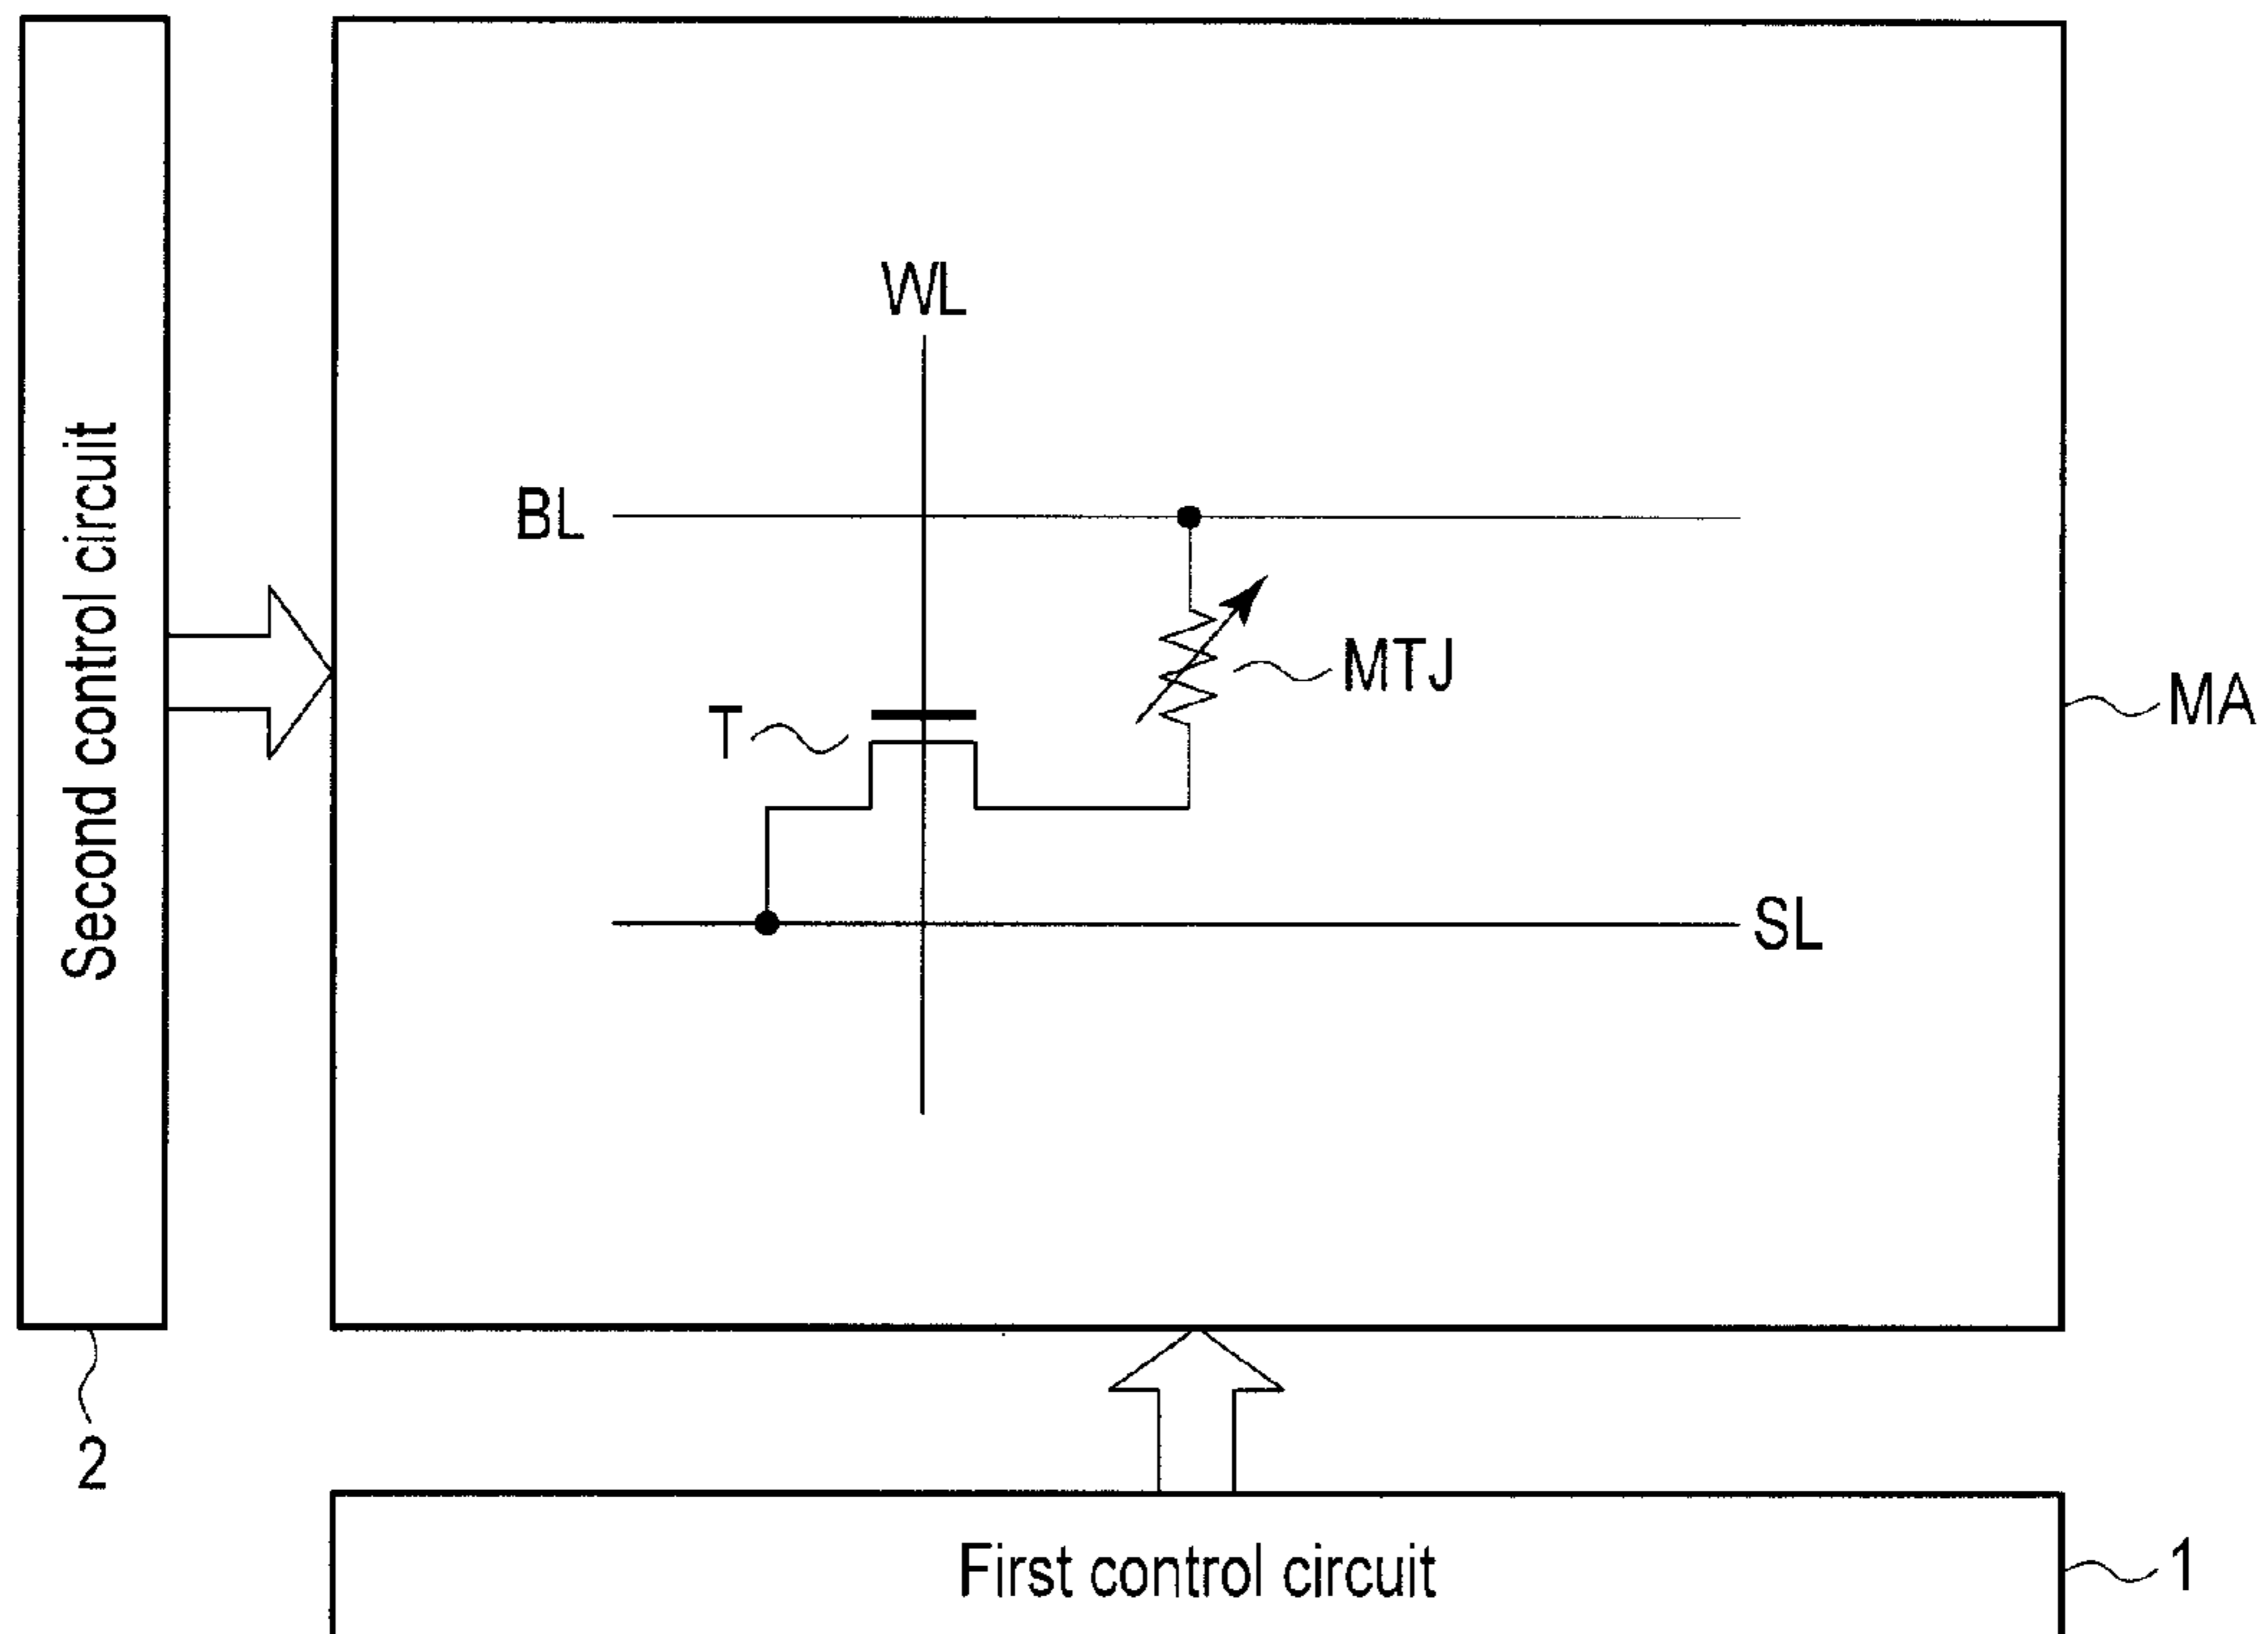 Second control circuit
WL
BL
MTJ
T
MA
SL
2
First control circuit
1